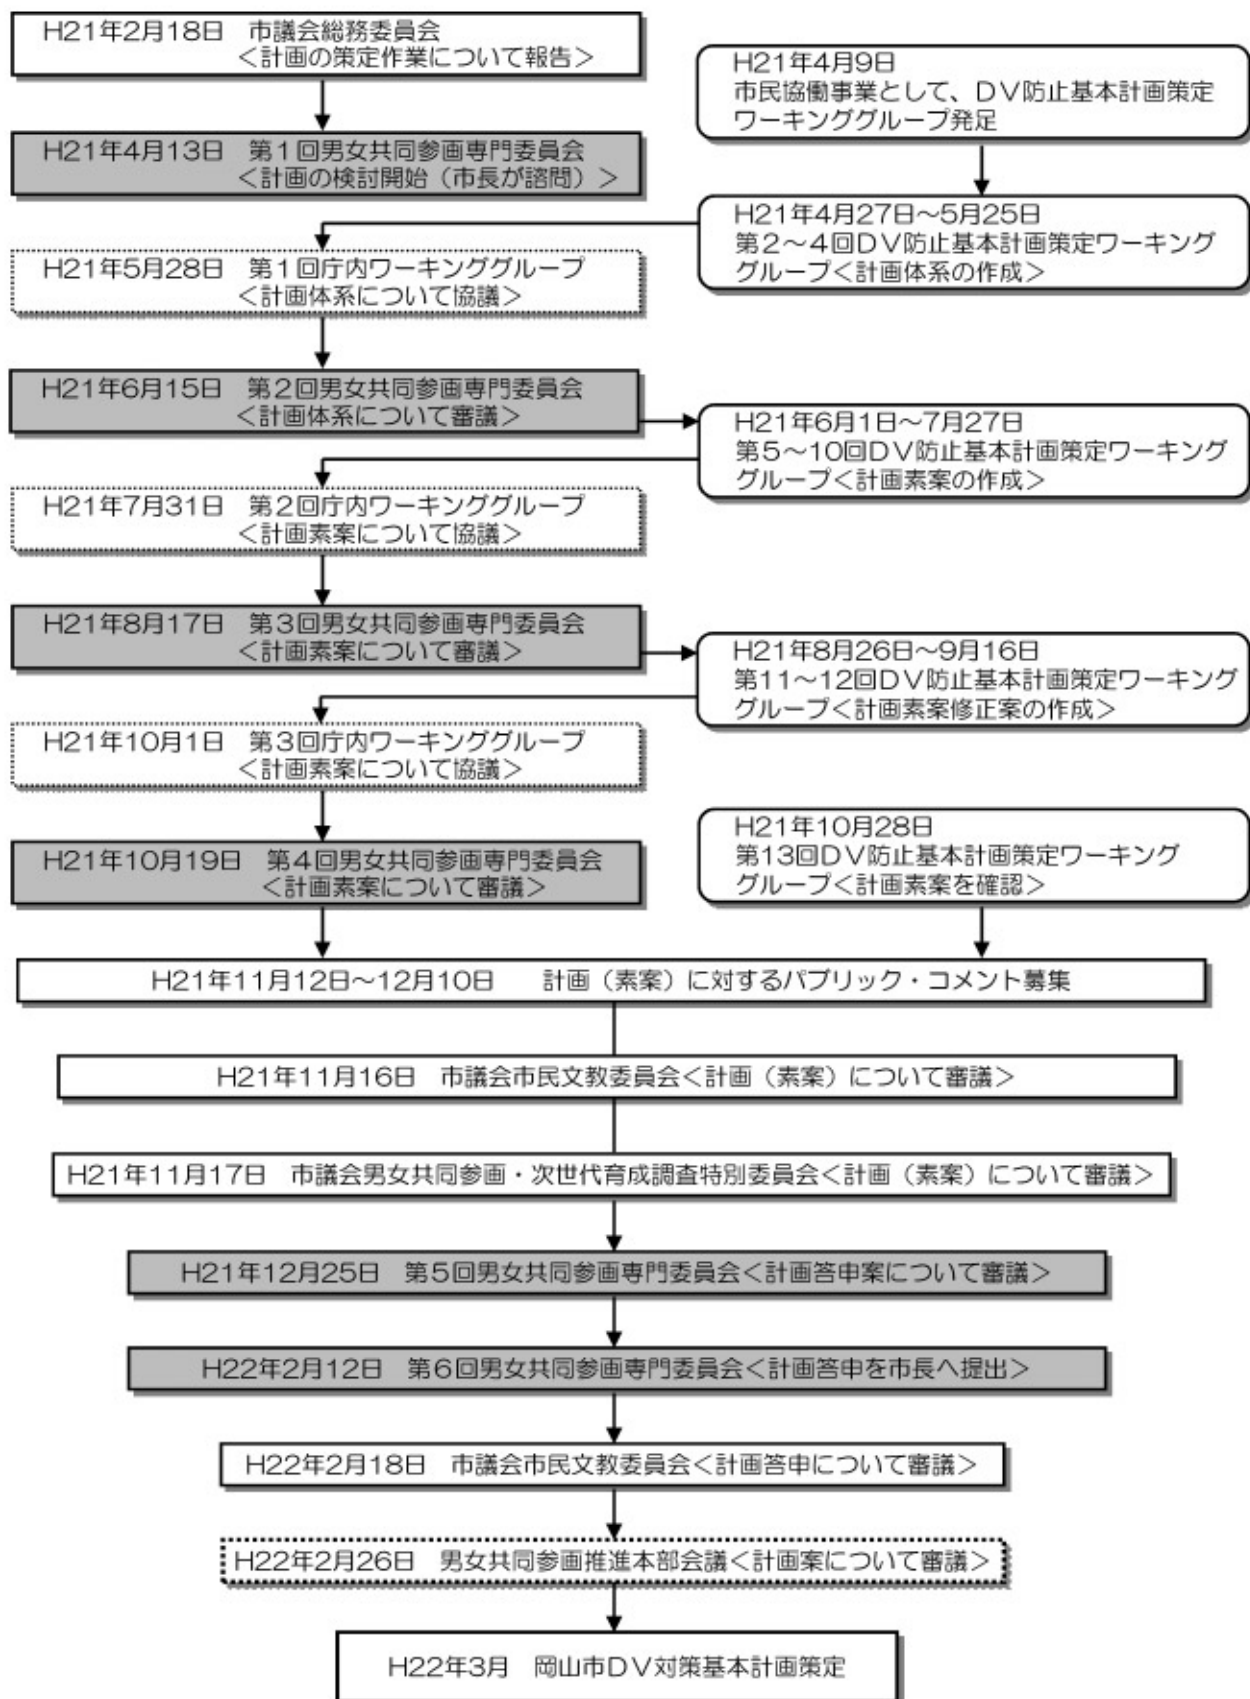 H21年2月18日　市議会総務委員会
＜計画の策定作業について報告＞
H21年4月9日
市民協働事業として、ＤＶ防止基本計画策定
ワーキンググループ発足
H21年4月13日　第1回男女共同参画専門委員会
＜計画の検討開始（市長が諮問）＞
H21年4月27日～5月25日
第2～4回ＤＶ防止基本計画策定ワーキング
グループ＜計画体系の作成＞
H21年5月28日　第1回庁内ワーキンググループ
＜計画体系について協議＞
H21年6月15日　第2回男女共同参画専門委員会
＜計画体系について審議＞
H21年6月1日～7月27日
第5～10回ＤＶ防止基本計画策定ワーキング
グループ＜計画素案の作成＞
H21年7月31日　第2回庁内ワーキンググループ
＜計画素案について協議＞
H21年8月17日　第3回男女共同参画専門委員会
＜計画素案について審議＞
H21年8月26日～9月16日
第11～12回ＤＶ防止基本計画策定ワーキング
グループ＜計画素案修正案の作成＞
H21年10月1日　第3回庁内ワーキンググループ
＜計画素案について協議＞
H21年10月19日　第4回男女共同参画専門委員会
＜計画素案について審議＞
H21年10月28日
第13回ＤＶ防止基本計画策定ワーキング
グループ＜計画素案を確認＞
H21年11月12日～12月10日　計画（素案）に対するパブリック・コメント募集
H21年11月16日　市議会市民文教委員会＜計画（素案）について審議＞
H21年11月17日　市議会男女共同参画・次世代育成調査特別委員会＜計画（素案）について審議＞
H21年12月25日　第5回男女共同参画専門委員会＜計画答申案について審議＞
H22年2月12日　第6回男女共同参画専門委員会＜計画答申を市長へ提出＞
H22年2月18日　市議会市民文教委員会＜計画答申について審議＞
H22年2月26日　男女共同参画推進本部会議＜計画案について審議＞
H22年3月　岡山市ＤＶ対策基本計画策定